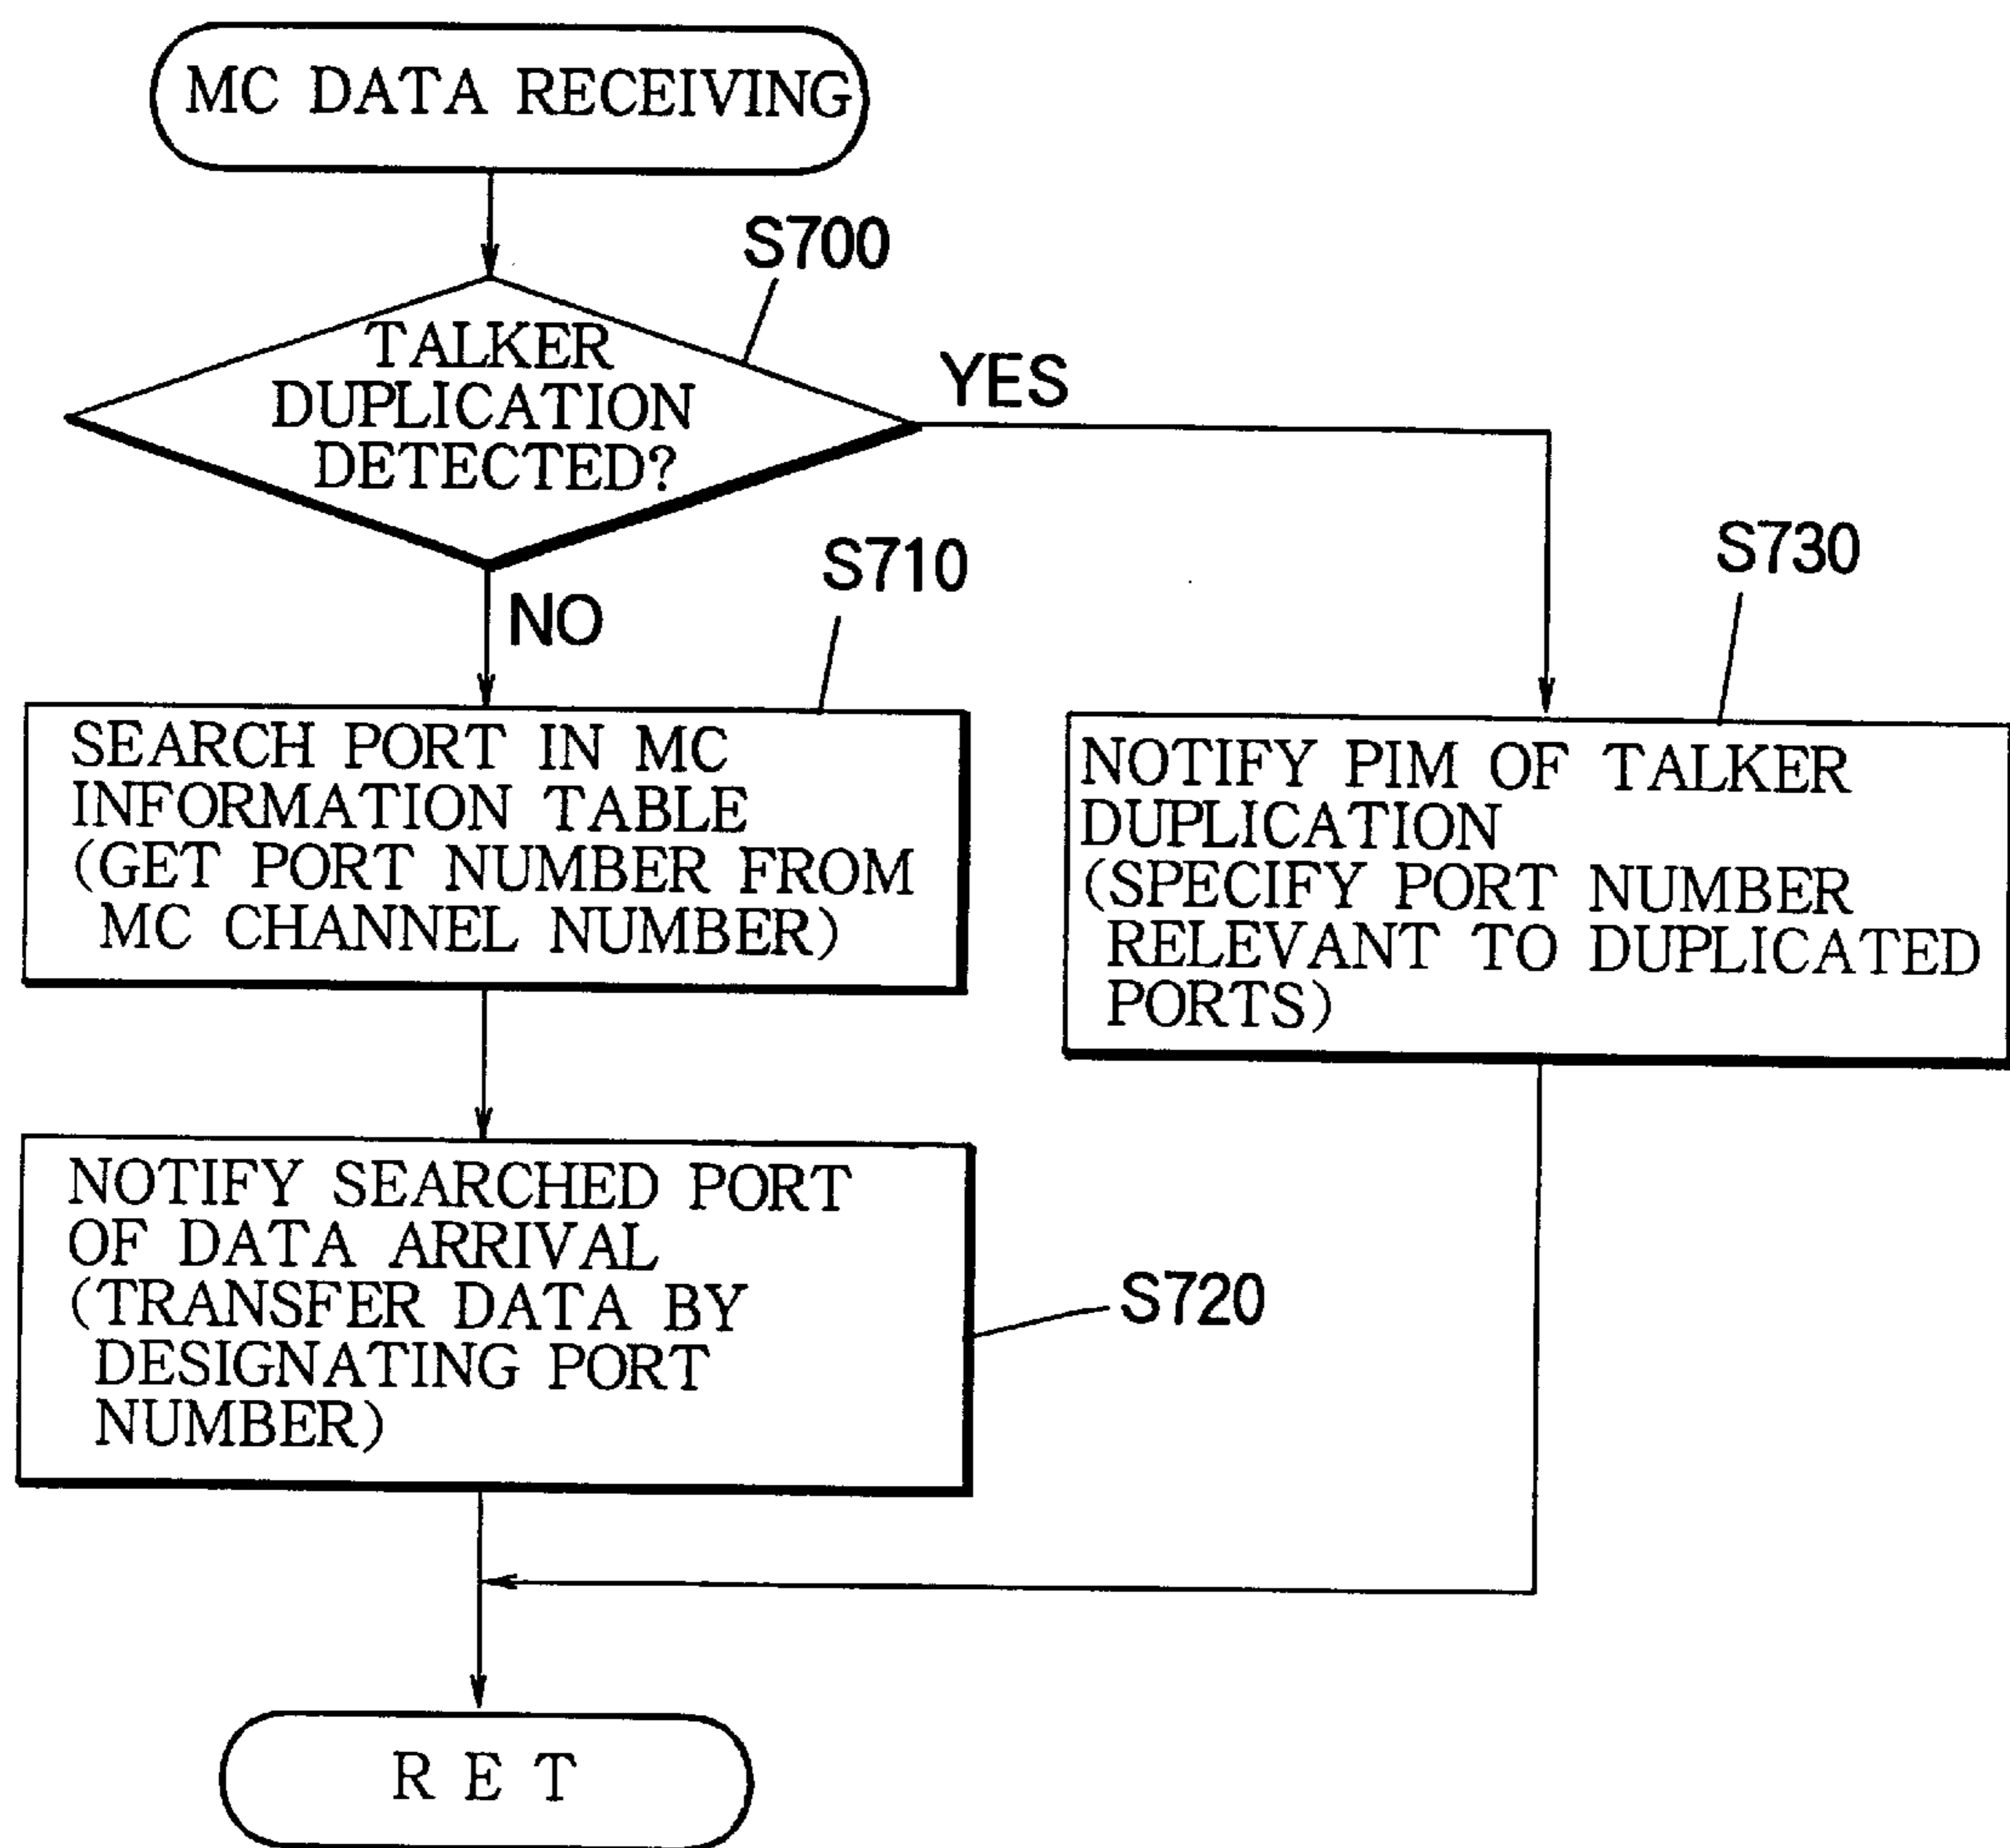 MC DATA RECEIVING
S700
TALKER
DUPLICATION
DETECTED?
YES
NO
S710
SEARCH PORT IN MC
INFORMATION TABLE
(GET PORT NUMBER FROM
MC CHANNEL NUMBER)
S730
NOTIFY PIM OF TALKER
DUPLICATION
(SPECIFY PORT NUMBER
RELEVANT TO DUPLICATED
PORTS)
NOTIFY SEARCHED PORT
OF DATA ARRIVAL
(TRANSFER DATA BY
DESIGNATING PORT
NUMBER)
S720
RET